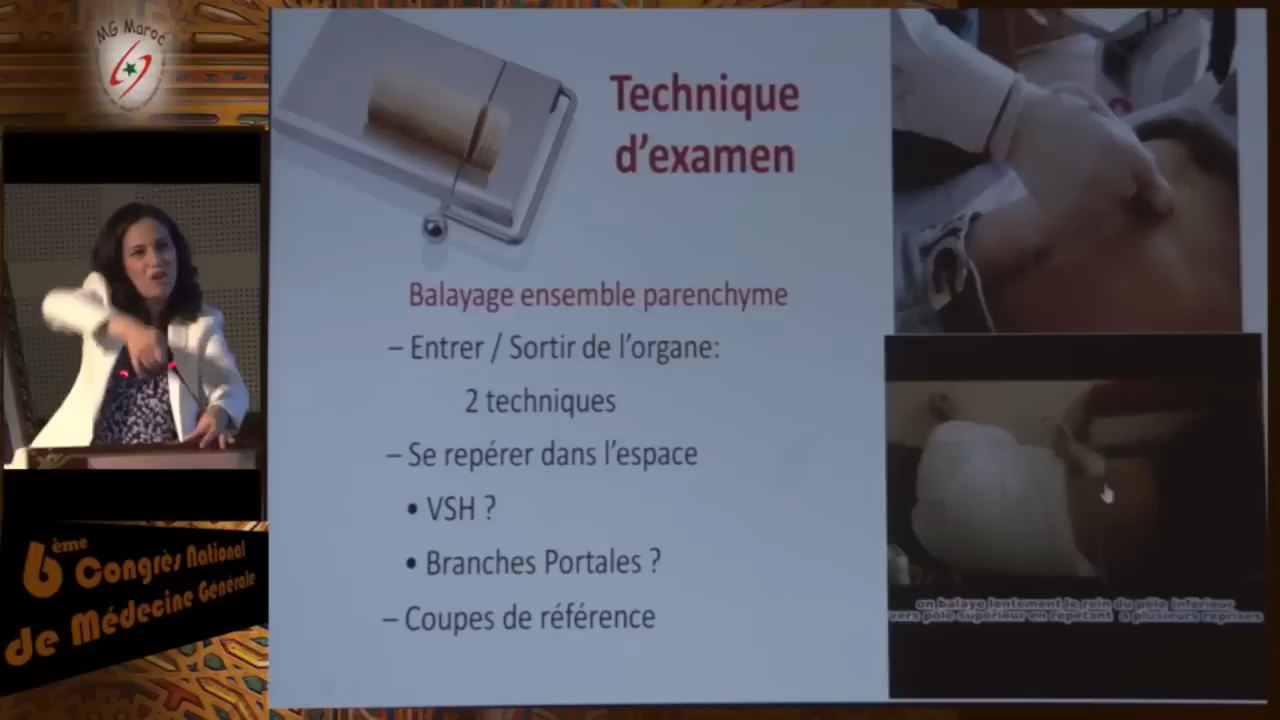 MG Maroc
Technique
d'examen
Balayage ensemble parenchyme
– Entrer / Sortir de l'organe:
2 techniques
– Se repérer dans l'espace
• VSH ?
• Branches Portales ?
– Coupes de référence
on balaye lentement le rein du pôle inférieur
vers pôle supérieur en répétant à plusieurs reprises
6ème Congrès National
de Médecine Générale